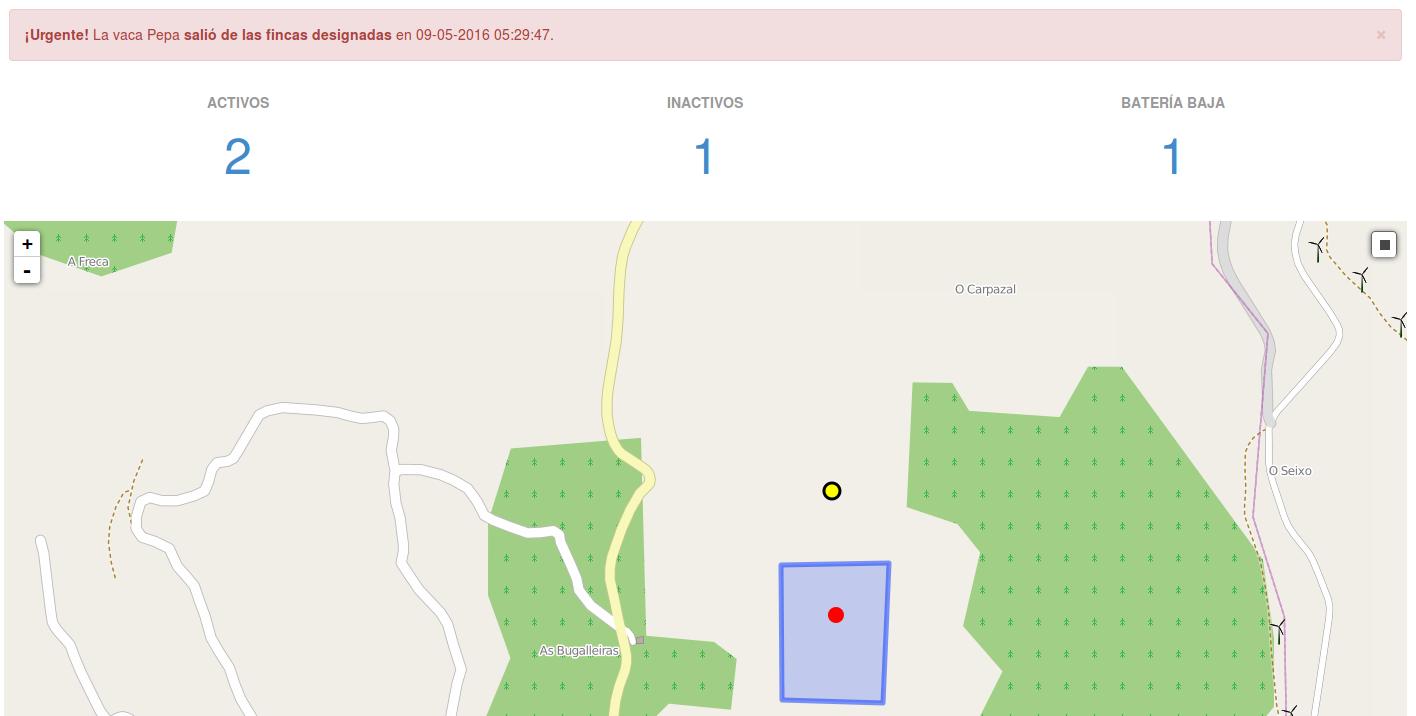 ¡Urgente! La vaca Pepa salió de las fincas designadas en 09-05-2016 05:29:47.
×
ACTIVOS
INACTIVOS
BATERÍA BAJA
2
1
1
+
-
A Freca
O Carpazal
O Seixo
As Bugalleiras